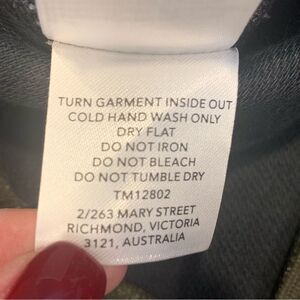 TURN GARMENT INSIDE OUT
COLD HAND WASH ONLY
DRY FLAT
DO NOT IRON
DO NOT BLEACH
DO NOT TUMBLE DRY
TM12802
2/263 MARY STREET
RICHMOND, VICTORIA
3121, AUSTRALIA